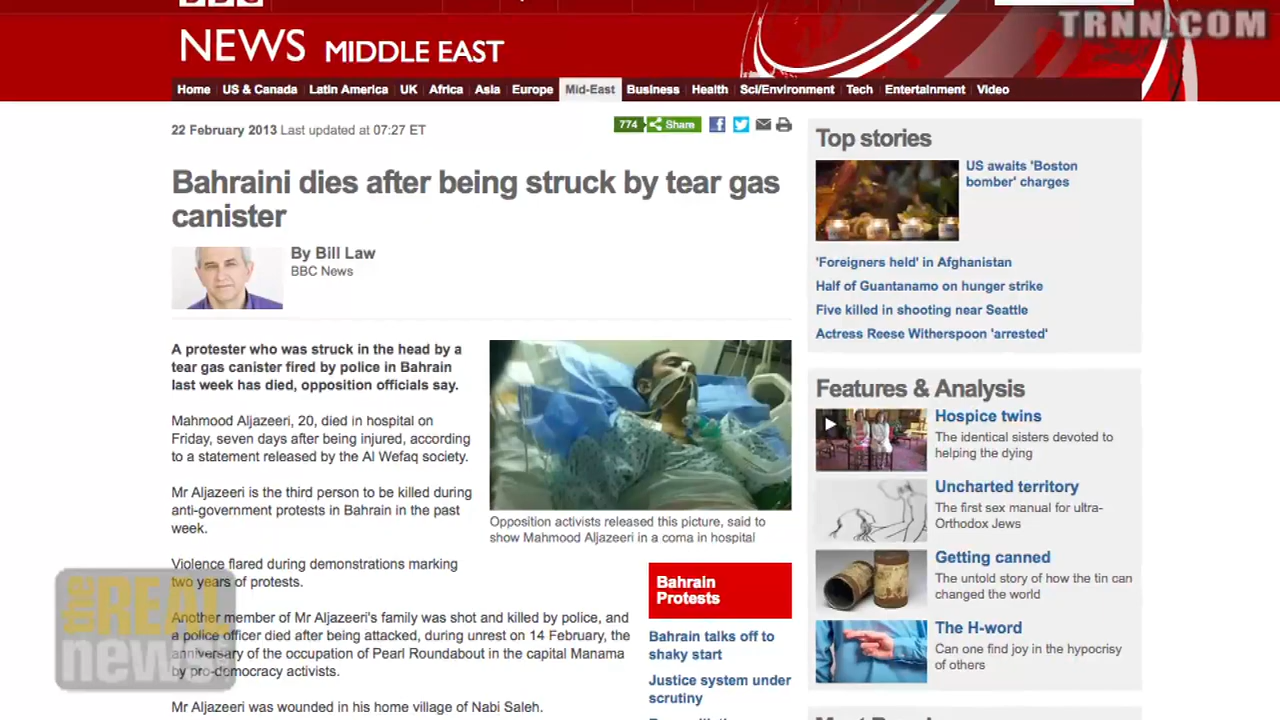 BBC
TRNN.COM
NEWS MIDDLE EAST
Home US & Canada Latin America UK Africa Asia Europe Mid-East Business Health Sci/Environment Tech Entertainment Video
22 February 2013 Last updated at 07:27 ET
774 Share
Bahraini dies after being struck by tear gas
canister
By Bill Law
BBC News
A protester who was struck in the head by a
tear gas canister fired by police in Bahrain
last week has died, opposition officials say.
Mahmood Aljazeeri, 20, died in hospital on
Friday, seven days after being injured, according
to a statement released by the Al Wefaq society.
Mr Aljazeeri is the third person to be killed during
anti-government protests in Bahrain in the past
week.
Violence flared during demonstrations marking
two years of protests.
Another member of Mr Aljazeeri's family was shot and killed by police, and
a police officer died after being attacked, during unrest on 14 February, the
anniversary of the occupation of Pearl Roundabout in the capital Manama
by pro-democracy activists.
Mr Aljazeeri was wounded in his home village of Nabi Saleh.
Opposition activists released this picture, said to
show Mahmood Aljazeeri in a coma in hospital
Bahrain
Protests
Bahrain talks off to
shaky start
Justice system under
scrutiny
Top stories
US awaits 'Boston
bomber' charges
'Foreigners held' in Afghanistan
Half of Guantanamo on hunger strike
Five killed in shooting near Seattle
Actress Reese Witherspoon 'arrested'
Features & Analysis
Hospice twins
The identical sisters devoted to
helping the dying
Uncharted territory
The first sex manual for ultra-
Orthodox Jews
Getting canned
The untold story of how the tin can
changed the world
The H-word
Can one find joy in the hypocrisy
of others
the REAL
news